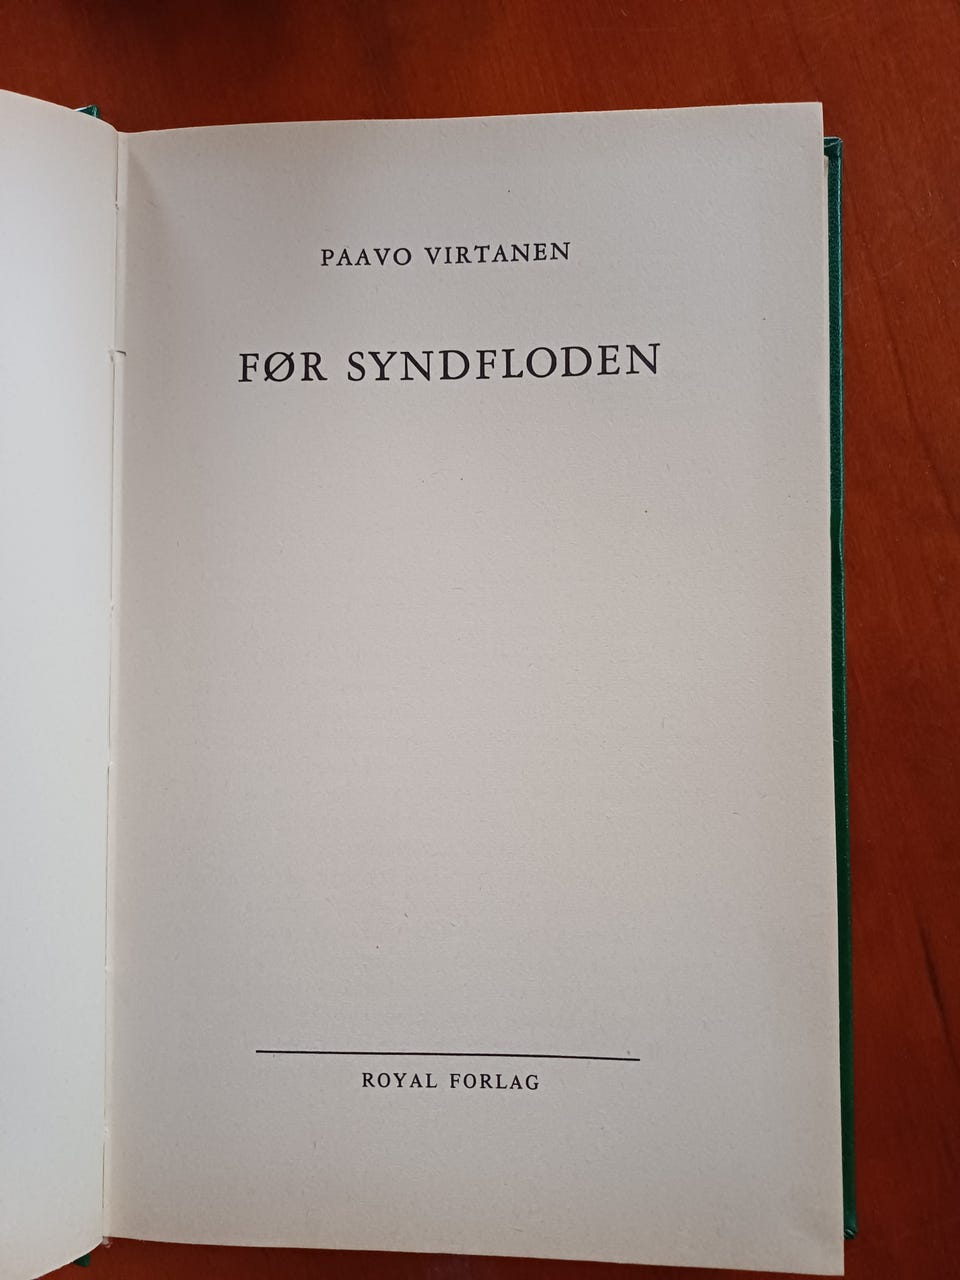 PAAVO VIRTANEN
FØR SYNDFLODEN
ROYAL FORLAG